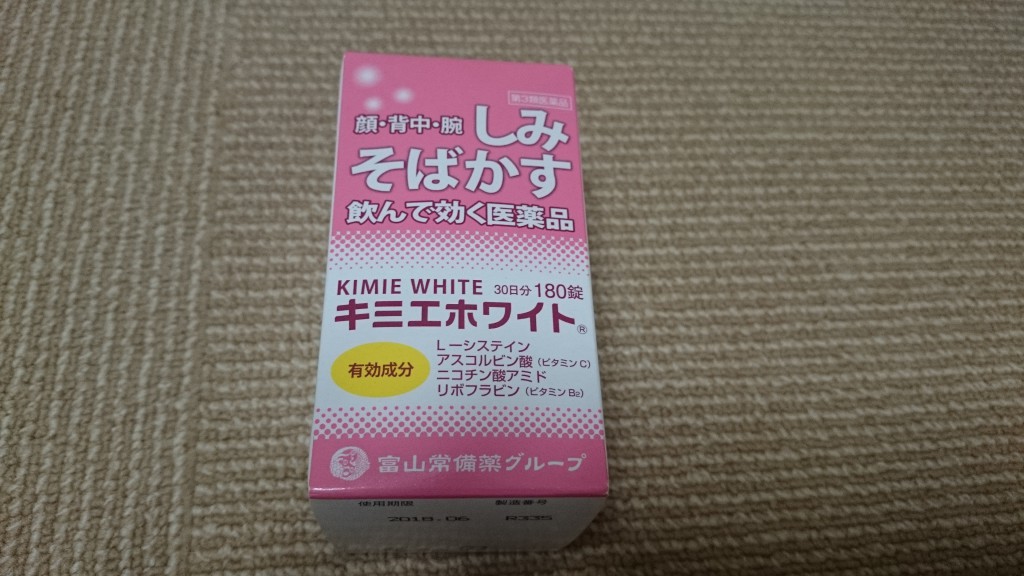 第3類医薬品
顔・背中・腕 しみ
そばかす
飲んで効く医薬品
KIMIE WHITE 30日分 180錠
キミエホワイト®
有効成分
L-システイン
アスコルビン酸(ビタミンC)
ニコチン酸アミド
リボフラビン(ビタミンB₂)
富山常備薬グループ
使用期限 製造番号
2018.06 R335